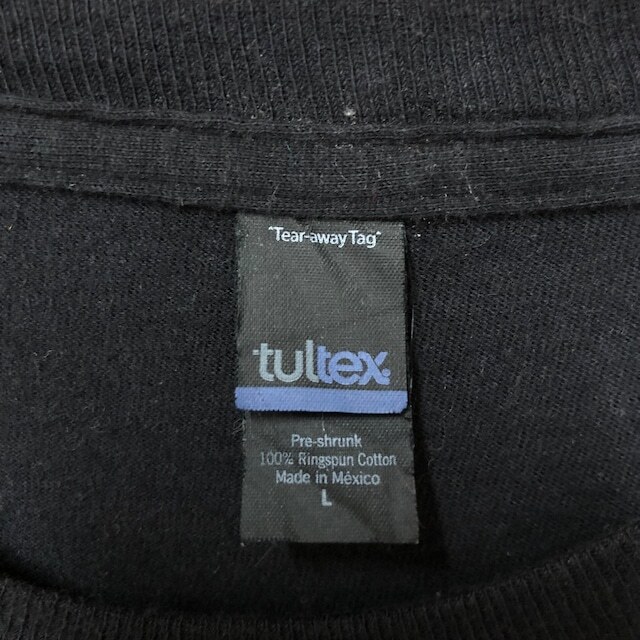 "Tear-away Tag"
tultex
Pre-shrunk
100% Ringspun Cotton
Made in México
L